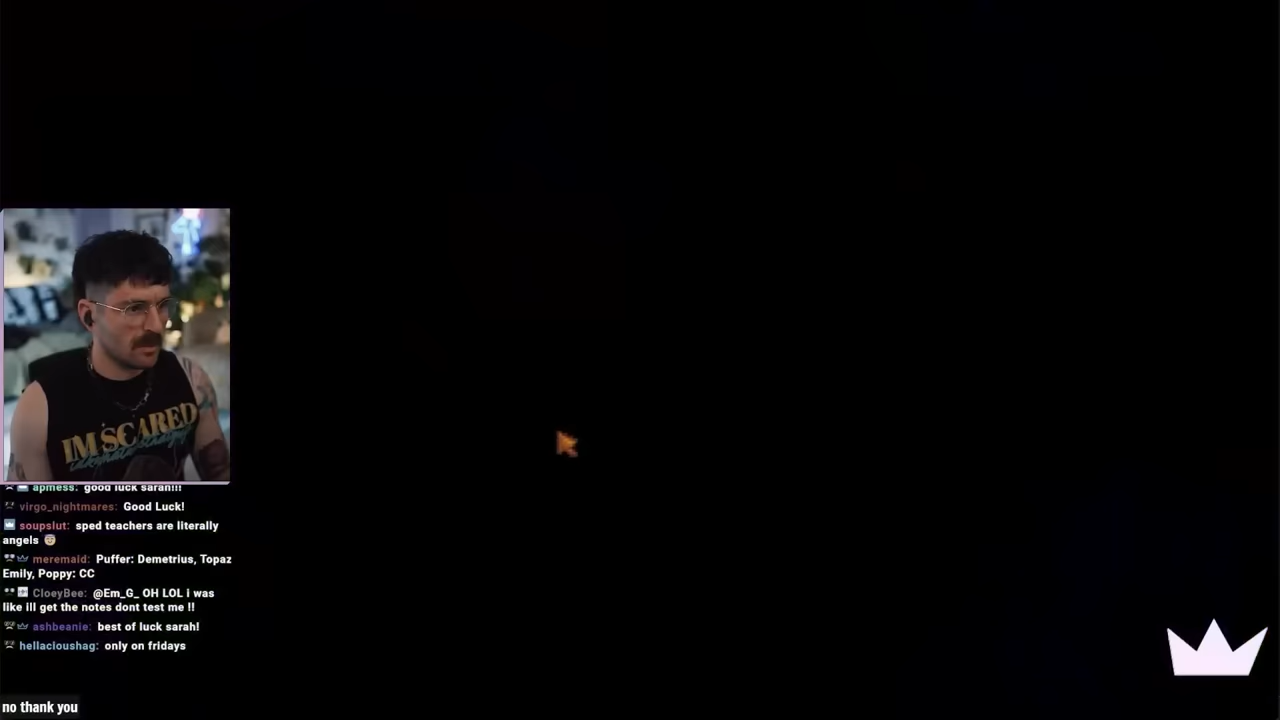 IM SCARED
apmess: good luck sarah!!!
virgo_nightmares: Good Luck!
soupslut: sped teachers are literally
angels
meremaid: Puffer: Demetrius, Topaz
Emily, Poppy: CC
CloeyBee: @Em_G_ OH LOL i was
like ill get the notes dont test me !!
ashbeanie: best of luck sarah!
hellacioushag: only on fridays
no thank you